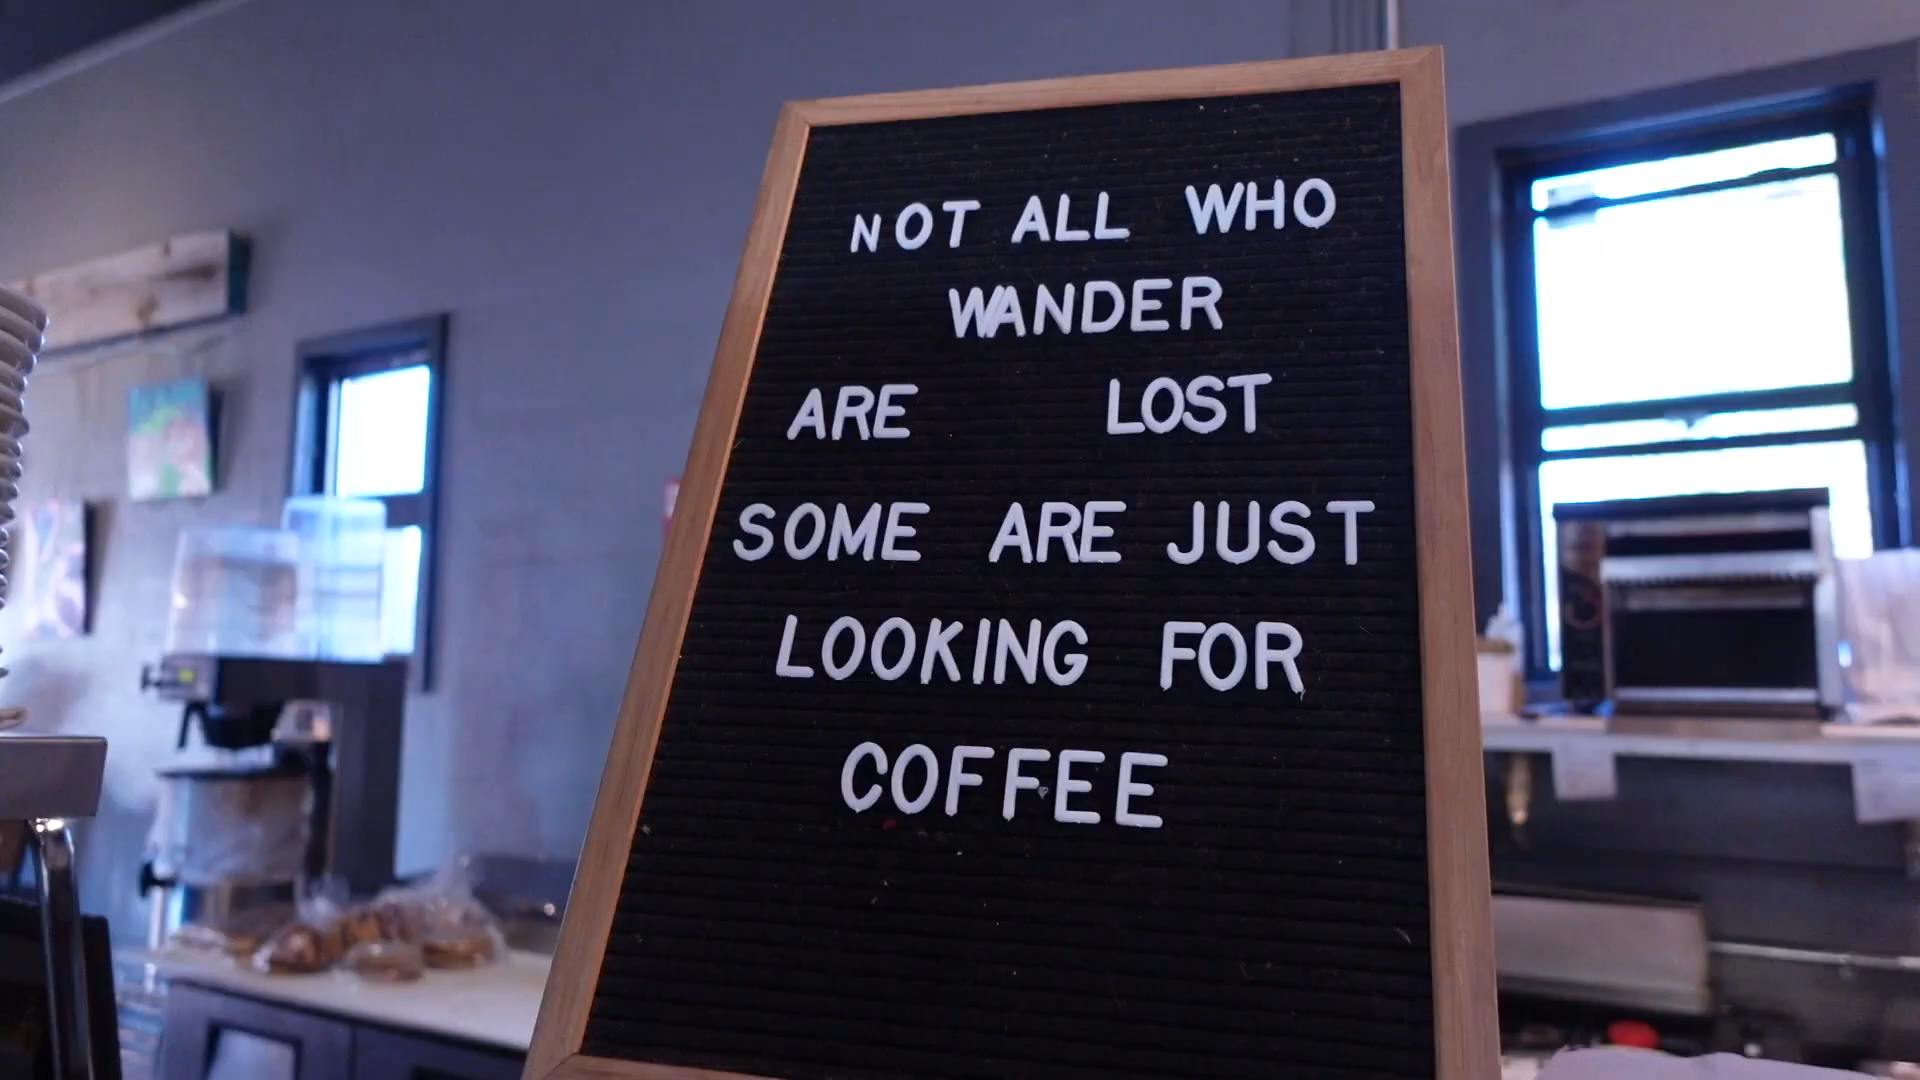 NOT ALL WHO
WANDER
ARE LOST
SOME ARE JUST
LOOKING FOR
COFFEE